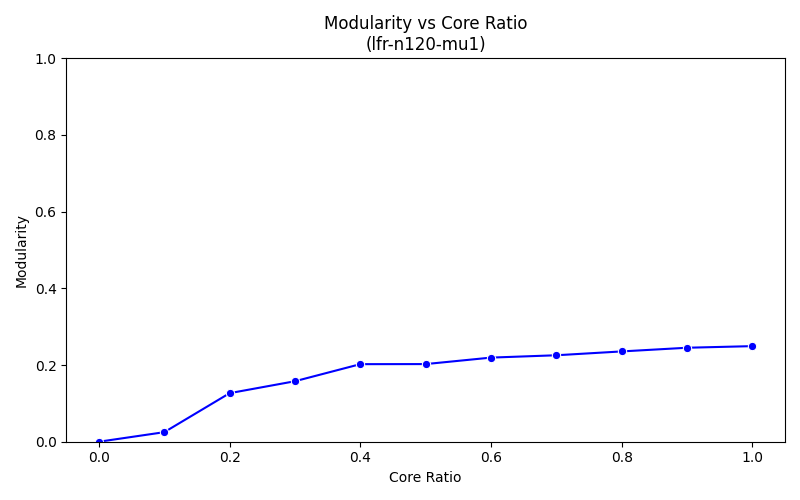 Modularity vs Core Ratio
(lfr-n120-mu1)
1.0
0.8
0.6
0.4
0.2
0.0
Modularity
0.0 0.2 0.4 0.6 0.8 1.0
Core Ratio